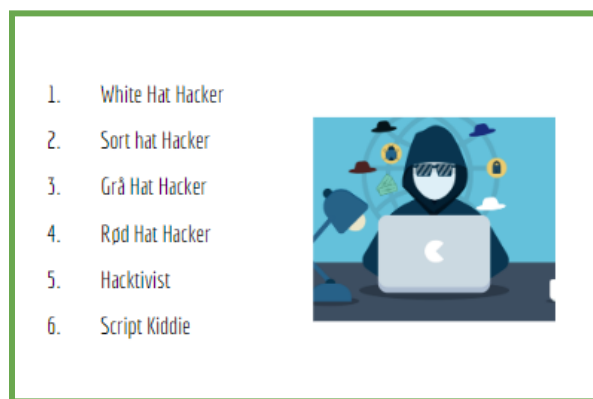 1. White Hat Hacker
2. Sort hat Hacker
3. Grå Hat Hacker
4. Rød Hat Hacker
5. Hacktivist
6. Script Kiddie